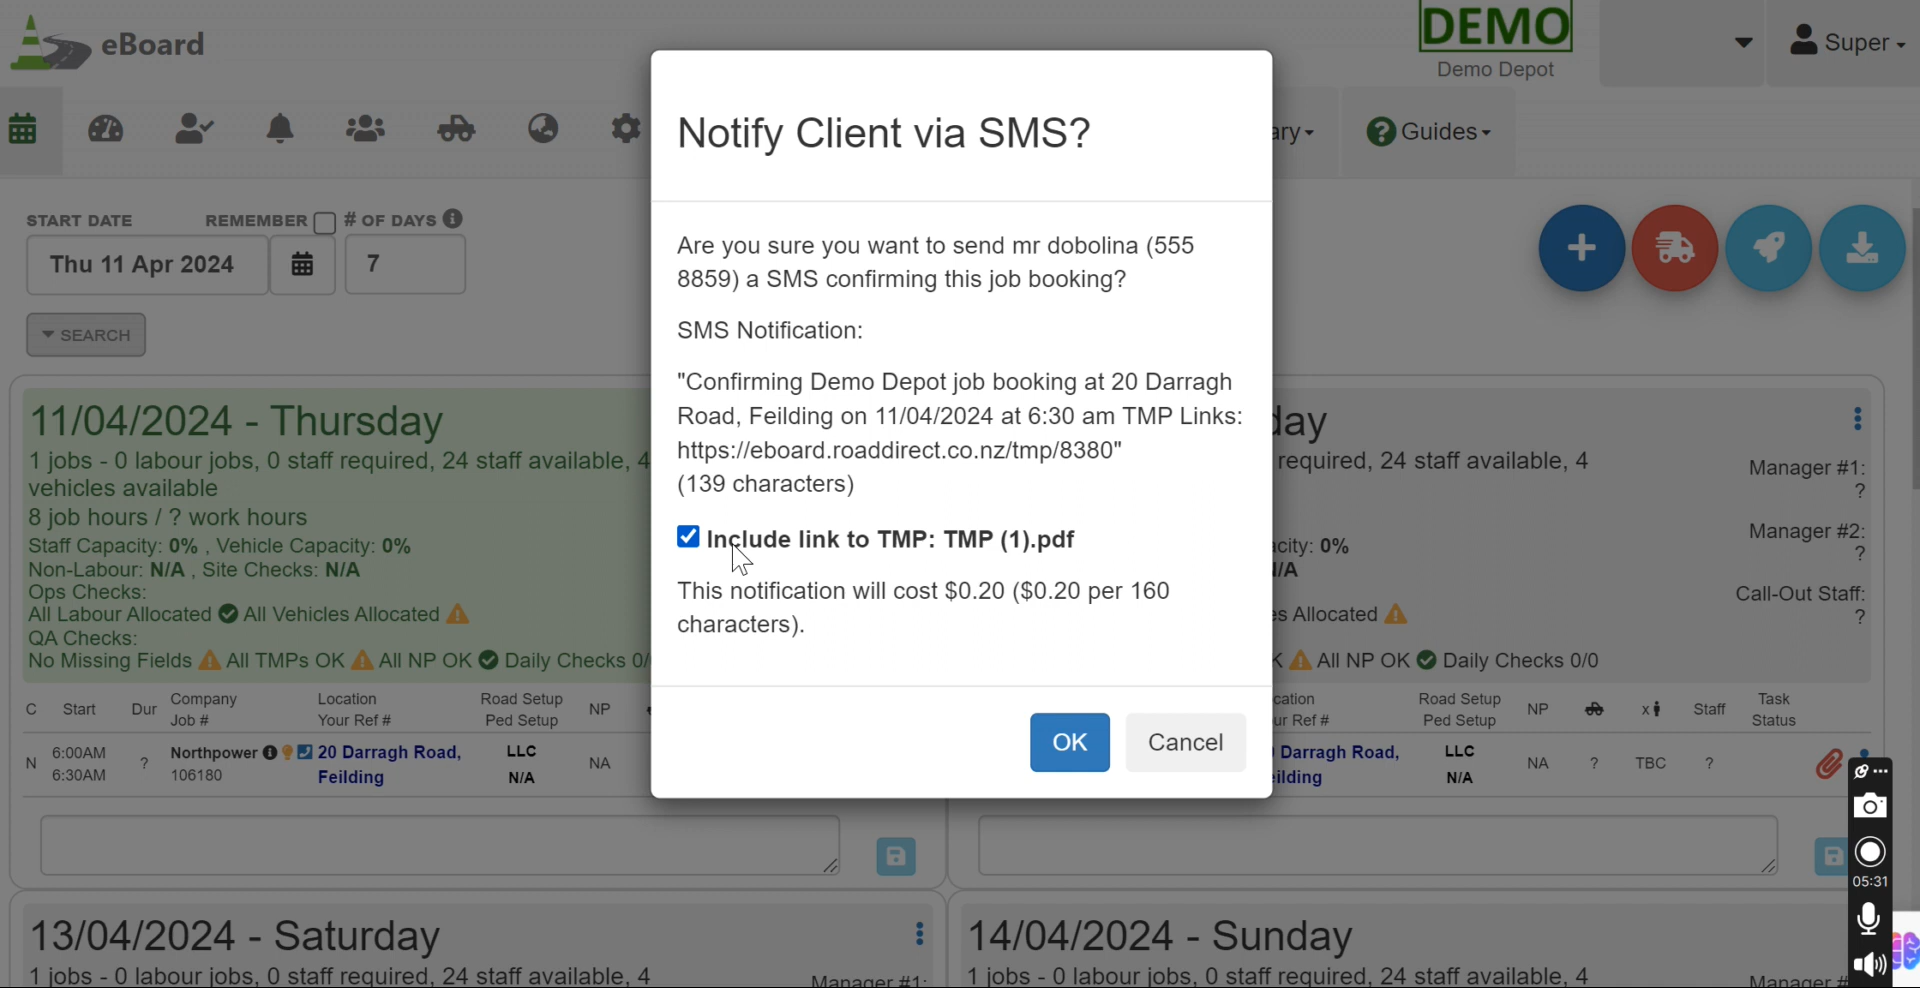 eBoard
DEMO
Demo Depot
Super
ary
Guides
START DATE
REMEMBER
# OF DAYS
Thu 11 Apr 2024
7
SEARCH
Notify Client via SMS?
Are you sure you want to send mr dobolina (555
8859) a SMS confirming this job booking?
SMS Notification:
"Confirming Demo Depot job booking at 20 Darragh
Road, Feilding on 11/04/2024 at 6:30 am TMP Links:
https://eboard.roaddirect.co.nz/tmp/8380"
(139 characters)
Include link to TMP: TMP (1).pdf
This notification will cost $0.20 ($0.20 per 160
characters).
OK
Cancel
11/04/2024 - Thursday
1 jobs - 0 labour jobs, 0 staff required, 24 staff available, 4
vehicles available
8 job hours / ? work hours
Staff Capacity: 0% , Vehicle Capacity: 0%
Non-Labour: N/A , Site Checks: N/A
Ops Checks:
All Labour Allocated All Vehicles Allocated
QA Checks:
No Missing Fields All TMPs OK All NP OK Daily Checks 0/
C Start Dur Company Location Road Setup NP
Job # Your Ref # Ped Setup
N 6:00AM ? Northpower 20 Darragh Road, LLC NA
6:30AM 106180 Feilding N/A
day
required, 24 staff available, 4
acity: 0%
I/A
es Allocated
K All NP OK Daily Checks 0/0
Manager #1:
?
Manager #2:
?
Call-Out Staff:
?
cation Road Setup NP x Staff Task
ur Ref # Ped Setup Status
Darragh Road, LLC NA ? TBC ?
ilding N/A
05:31
13/04/2024 - Saturday
1 jobs - 0 labour jobs, 0 staff required, 24 staff available, 4
Manager #1:
14/04/2024 - Sunday
1 jobs - 0 labour jobs, 0 staff required, 24 staff available, 4
Manager #